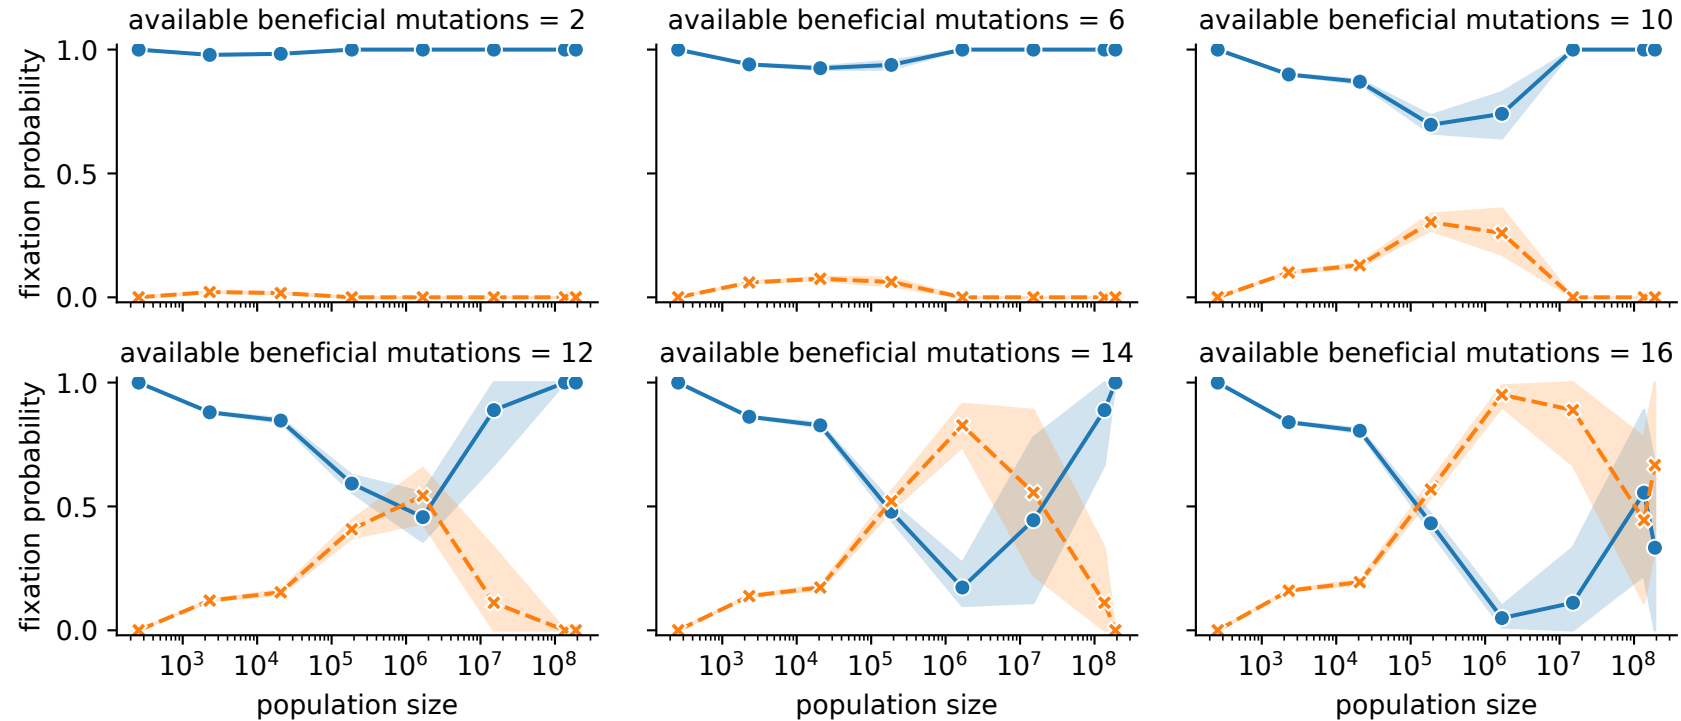 available beneficial mutations = 2
available beneficial mutations = 6
available beneficial mutations = 10
fixation probability
1.0
0.5
0.0
available beneficial mutations = 12
available beneficial mutations = 14
available beneficial mutations = 16
fixation probability
1.0
0.5
0.0
10³ 10⁴ 10⁵ 10⁶ 10⁷ 10⁸
10³ 10⁴ 10⁵ 10⁶ 10⁷ 10⁸
10³ 10⁴ 10⁵ 10⁶ 10⁷ 10⁸
population size
population size
population size